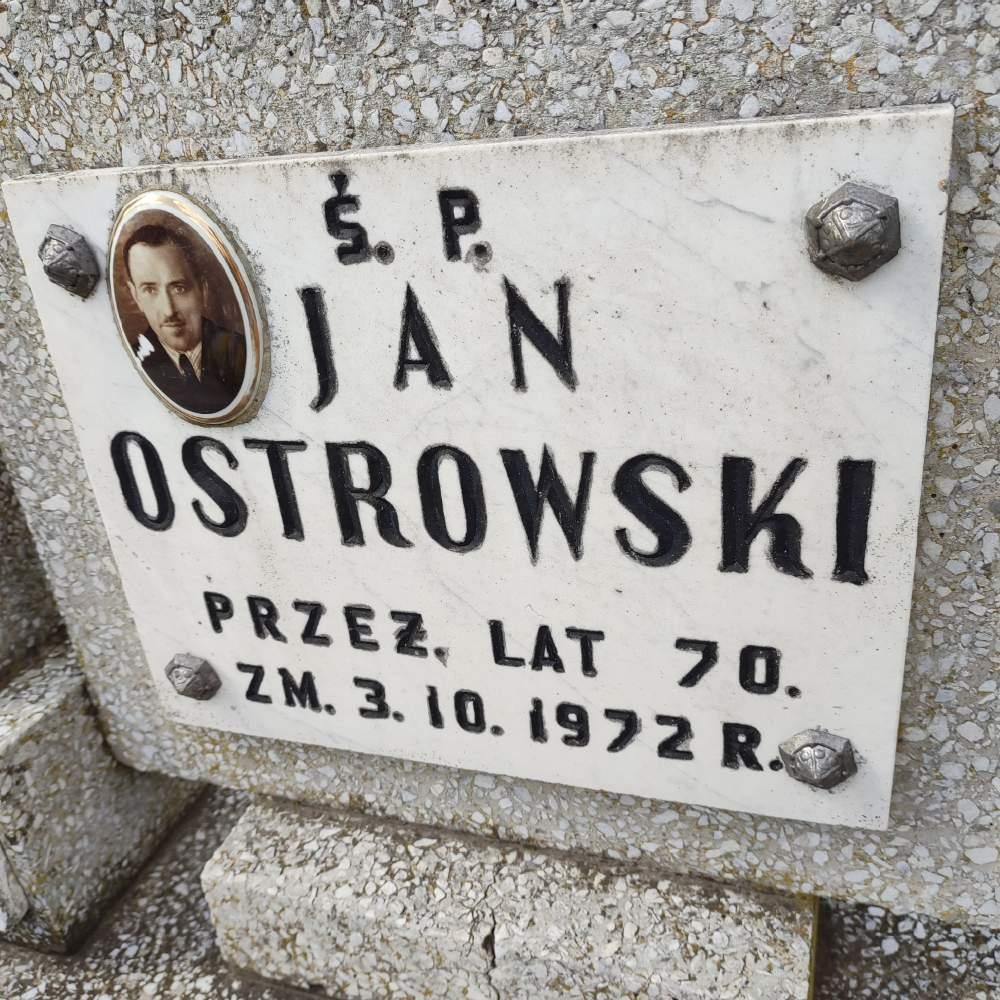 Ś. P.
JAN
OSTROWSKI
PRZEŻ. LAT 70.
ZM. 3. 10. 1972 R.